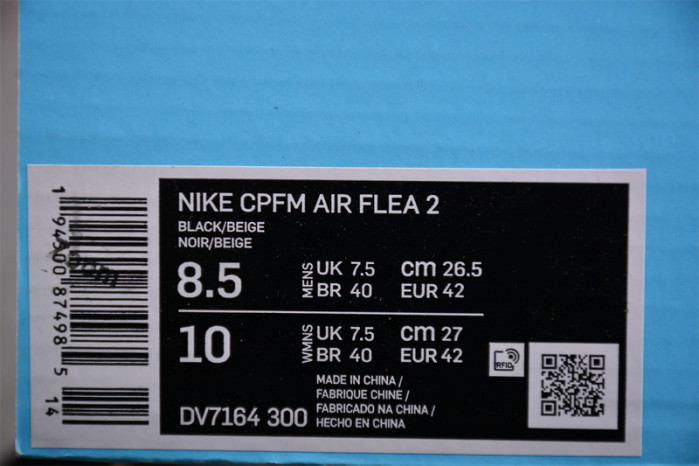 NIKE CPFM AIR FLEA 2
BLACK/BEIGE
NOIR/BEIGE
8.5 MENS UK 7.5 cm 26.5
BR 40 EUR 42
10 WMNS UK 7.5 cm 27
BR 40 EUR 42
MADE IN CHINA /
FABRIQUE CHINE /
FABRICADO NA CHINA /
HECHO EN CHINA
DV7164 300
RFID
1 94500 87498 5
14